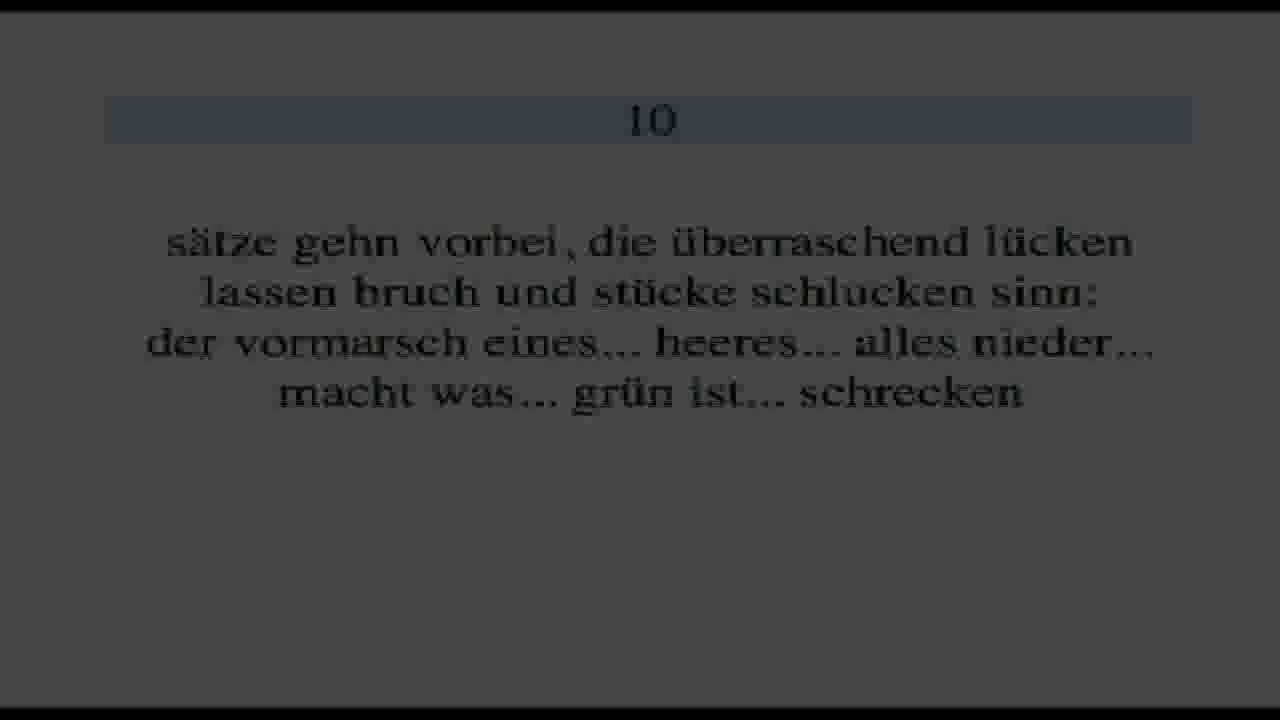 10
sätze gehn vorbei, die überraschend lücken
lassen bruch und stücke schlucken sinn:
der vormarsch eines... heeres... alles nieder...
macht was... grün ist... schrecken